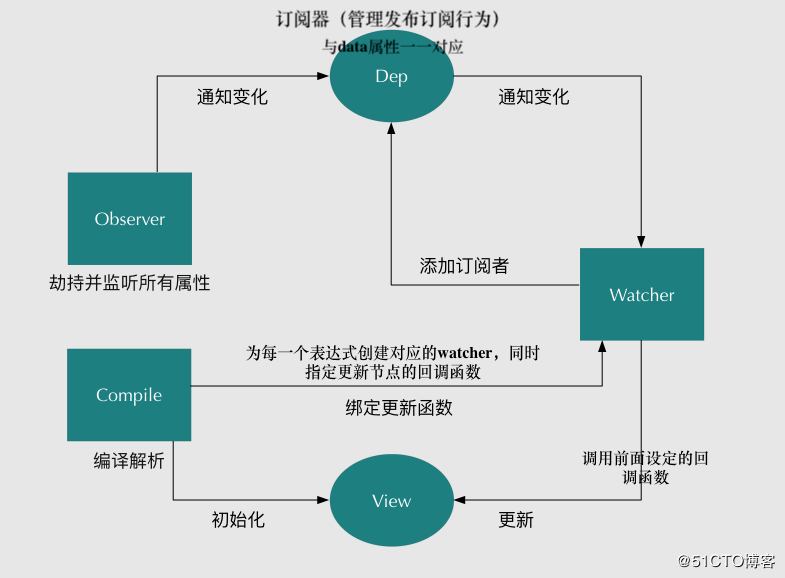 订阅器（管理发布订阅行为）
与data属性一一对应
Dep
通知变化
通知变化
Observer
劫持并监听所有属性
添加订阅者
Watcher
为每一个表达式创建对应的watcher，同时
指定更新节点的回调函数
Compile
绑定更新函数
编译解析
调用前面设定的回
调函数
View
初始化
更新
@51CTO博客